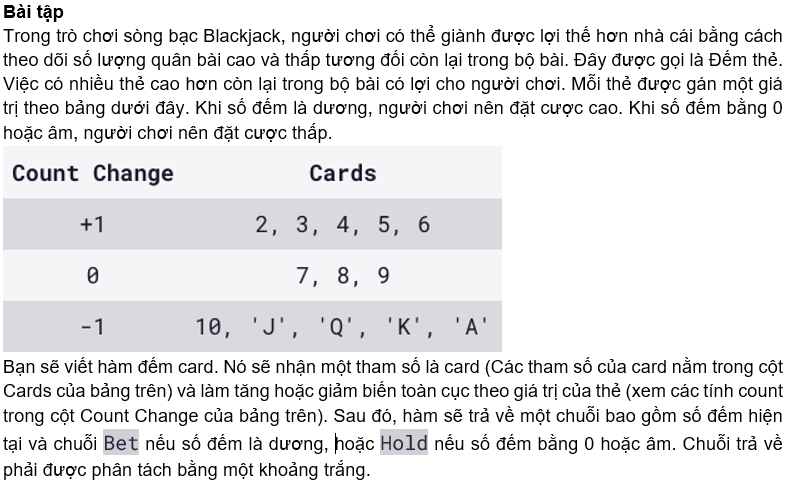 Bài tập
Trong trò chơi sòng bạc Blackjack, người chơi có thể giành được lợi thế hơn nhà cái bằng cách
theo dõi số lượng quân bài cao và thấp tương đối còn lại trong bộ bài. Đây được gọi là Đếm thẻ.
Việc có nhiều thẻ cao hơn còn lại trong bộ bài có lợi cho người chơi. Mỗi thẻ được gán một giá
trị theo bảng dưới đây. Khi số đếm là dương, người chơi nên đặt cược cao. Khi số đếm bằng 0
hoặc âm, người chơi nên đặt cược thấp.
Count Change Cards
+1 2, 3, 4, 5, 6
0 7, 8, 9
-1 10, 'J', 'Q', 'K', 'A'
Bạn sẽ viết hàm đếm card. Nó sẽ nhận một tham số là card (Các tham số của card nằm trong cột
Cards của bảng trên) và làm tăng hoặc giảm biến toàn cục theo giá trị của thẻ (xem các tính count
trong cột Count Change của bảng trên). Sau đó, hàm sẽ trả về một chuỗi bao gồm số đếm hiện
tại và chuỗi Bet nếu số đếm là dương, hoặc Hold nếu số đếm bằng 0 hoặc âm. Chuỗi trả về
phải được phân tách bằng một khoảng trắng.